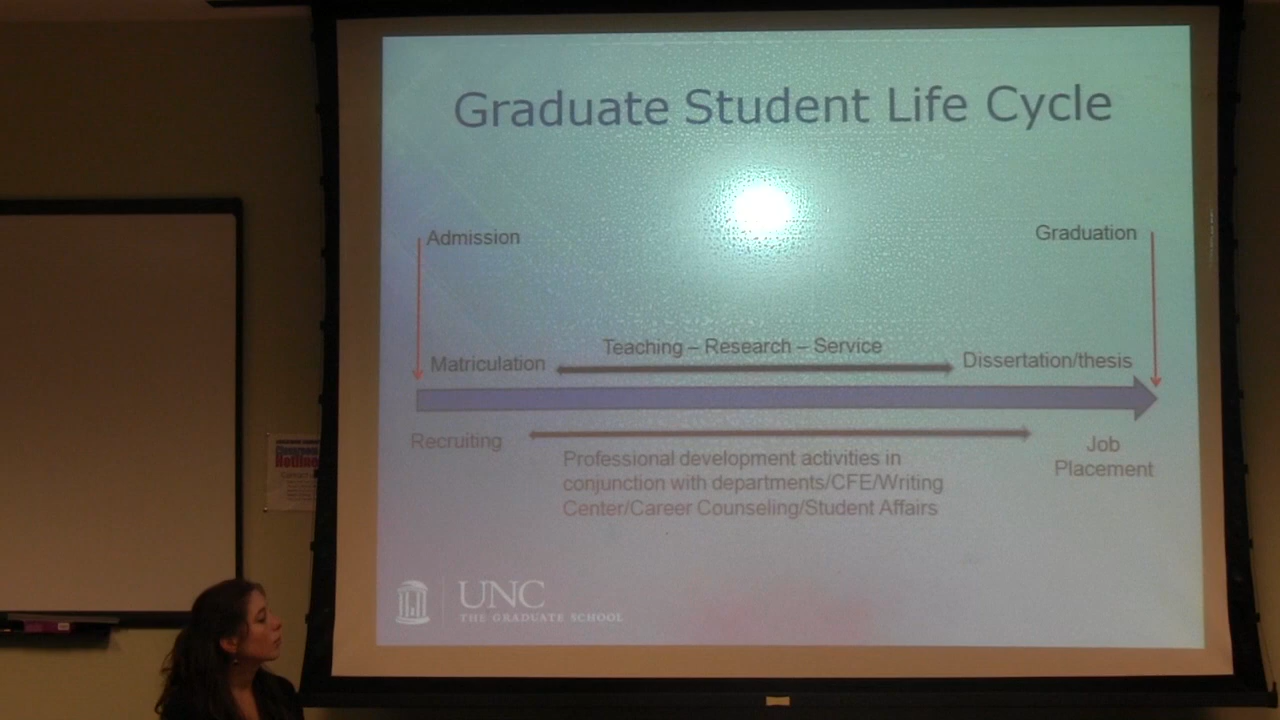 Graduate Student Life Cycle
Admission
Graduation
Teaching – Research – Service
Matriculation
Dissertation/thesis
Recruiting
Professional development activities in
conjunction with departments/CFE/Writing
Center/Career Counseling/Student Affairs
Job
Placement
UNC
THE GRADUATE SCHOOL
Hotline